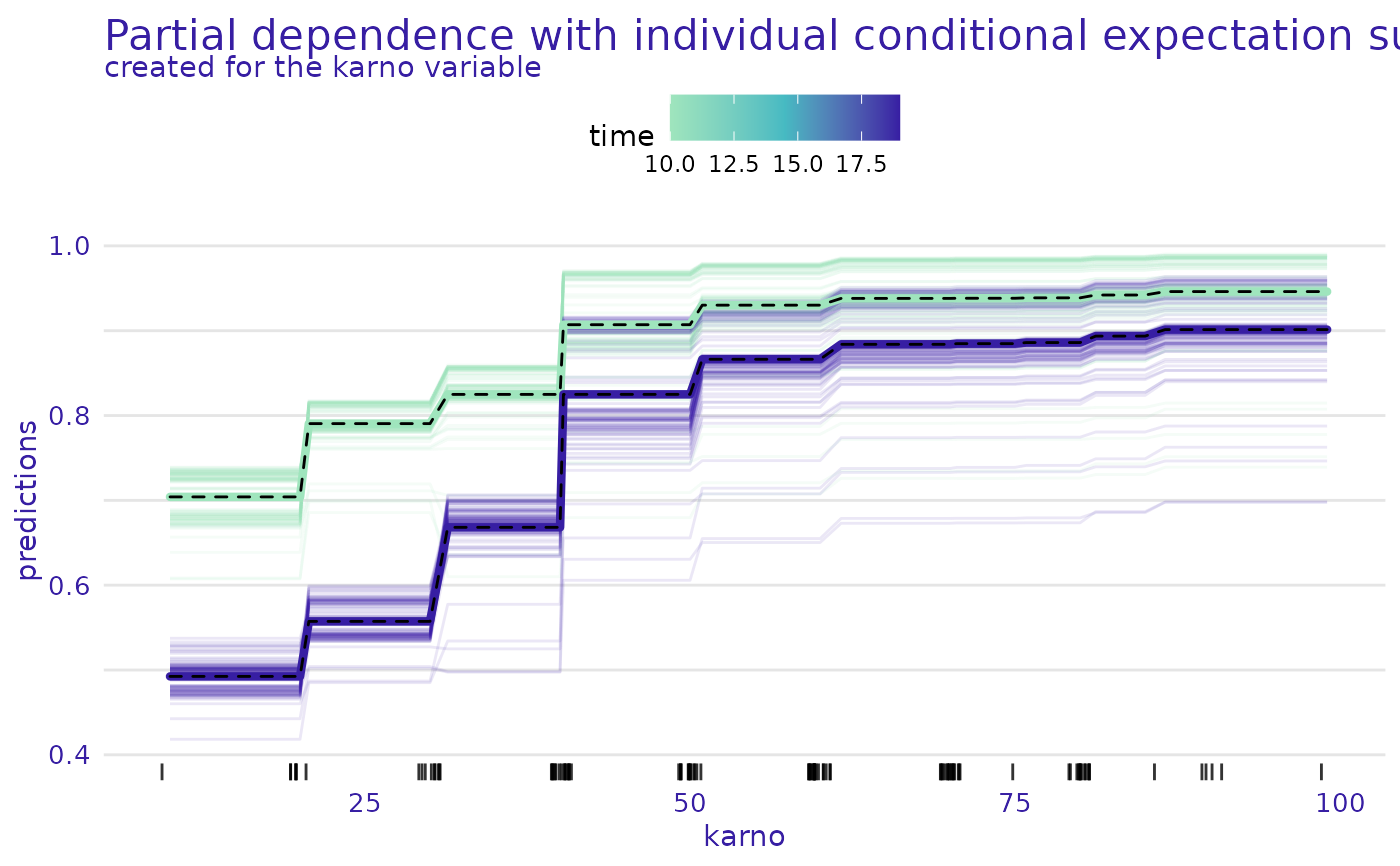 Partial dependence with individual conditional expectation su
created for the karno variable
time
10.0 12.5 15.0 17.5
1.0
0.8
0.6
0.4
predictions
25 50 75 100
karno